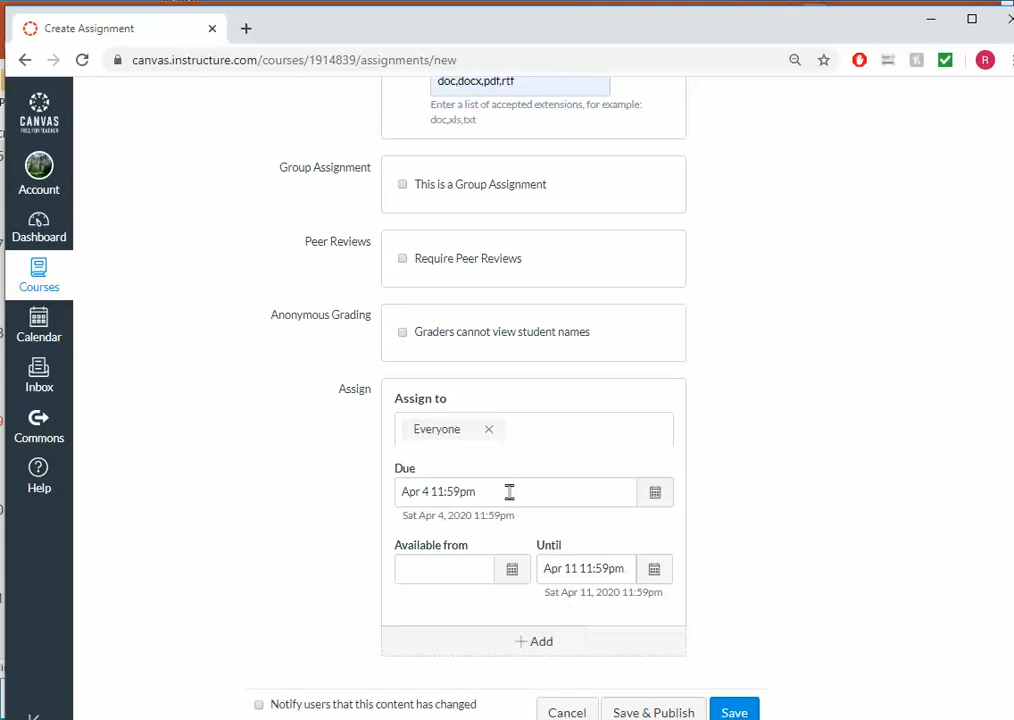 Create Assignment
canvas.instructure.com/courses/1914839/assignments/new
R
CANVAS
FREE FOR TEACHER
Account
Dashboard
Courses
Calendar
Inbox
Commons
Help
doc,docx,pdf,rtf
Enter a list of accepted extensions, for example:
doc,xls,txt
Group Assignment
This is a Group Assignment
Peer Reviews
Require Peer Reviews
Anonymous Grading
Graders cannot view student names
Assign
Assign to
Everyone
Due
Apr 4 11:59pm
Sat Apr 4, 2020 11:59pm
Available from
Until
Apr 11 11:59pm
Sat Apr 11, 2020 11:59pm
+ Add
Notify users that this content has changed
Cancel
Save & Publish
Save